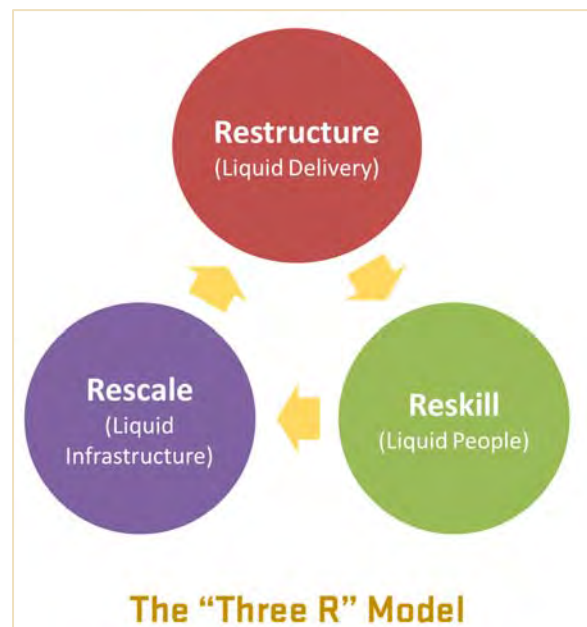 Restructure
(Liquid Delivery)
Rescale
(Liquid
Infrastructure)
Reskill
(Liquid People)
The “Three R” Model